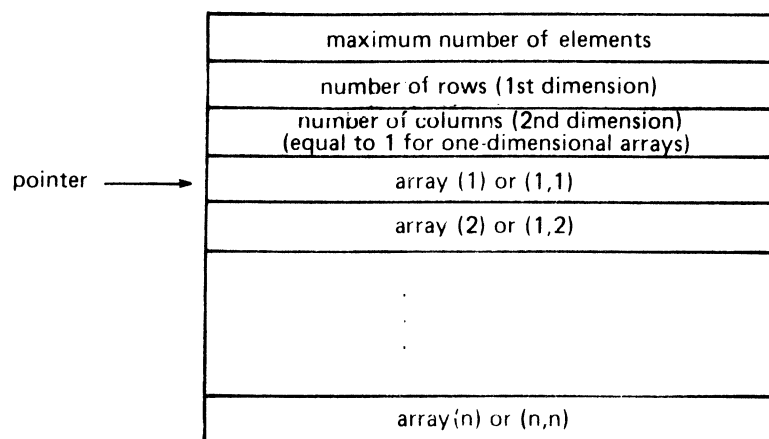 maximum number of elements
number of rows (1st dimension)
number of columns (2nd dimension)
(equal to 1 for one-dimensional arrays)
pointer
array (1) or (1,1)
array (2) or (1,2)
.
.
.
array(n) or (n,n)